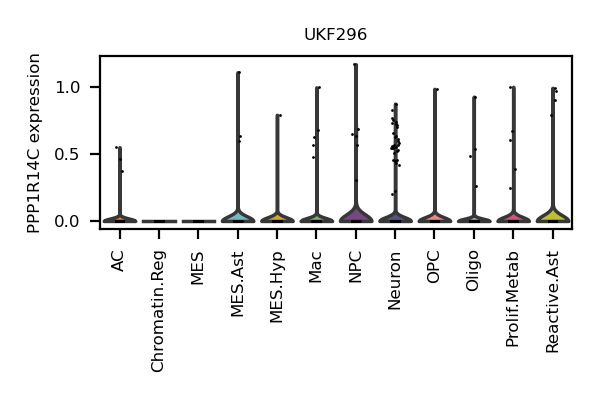 UKF296
PPP1R14C expression
1.0
0.5
0.0
AC
Chromatin.Reg
MES
MES.Ast
MES.Hyp
Mac
NPC
Neuron
OPC
Oligo
Prolif.Metab
Reactive.Ast